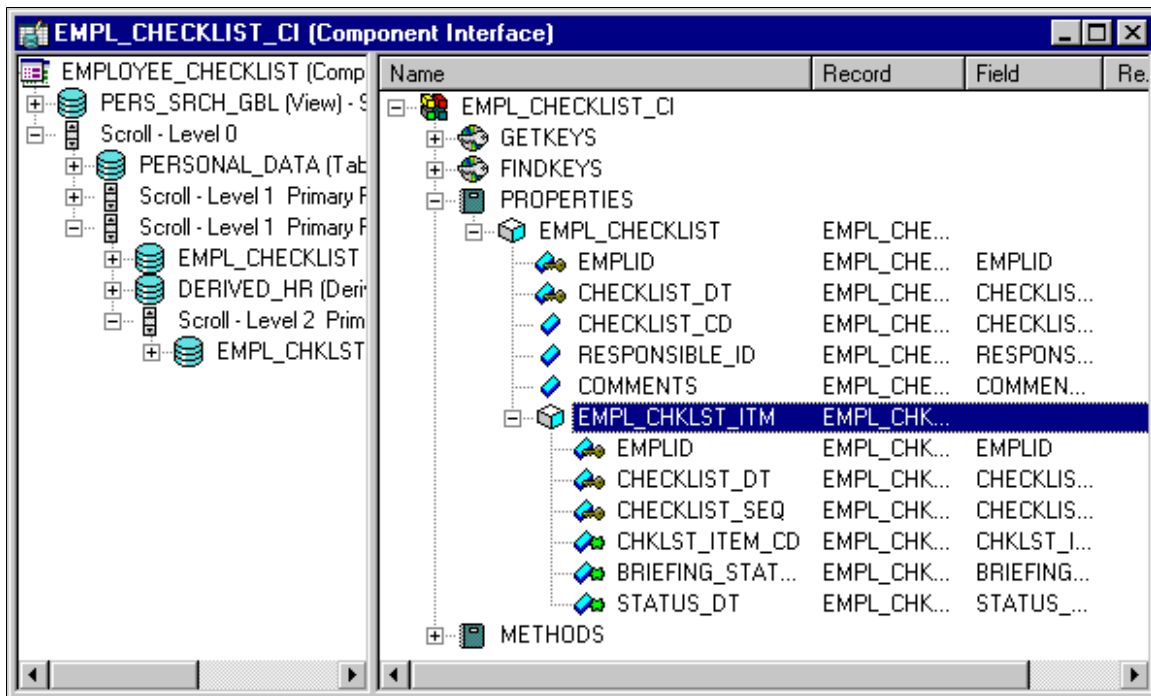 EMPL_CHECKLIST_CI (Component Interface)
EMPLOYEE_CHECKLIST (Comp
PERS_SRCH_GBL (View) - S
Scroll - Level 0
PERSONAL_DATA (Tab
Scroll - Level 1 Primary R
Scroll - Level 1 Primary R
EMPL_CHECKLIST
DERIVED_HR (Deri
Scroll - Level 2 Prim
EMPL_CHKLST
Name Record Field Re.
EMPL_CHECKLIST_CI
GETKEYS
FINDKEYS
PROPERTIES
EMPL_CHECKLIST EMPL_CHE...
EMPLID EMPL_CHE... EMPLID
CHECKLIST_DT EMPL_CHE... CHECKLIS...
CHECKLIST_CD EMPL_CHE... CHECKLIS...
RESPONSIBLE_ID EMPL_CHE... RESPONS...
COMMENTS EMPL_CHE... COMMEN...
EMPL_CHKLST_ITM EMPL_CHK...
EMPLID EMPL_CHK... EMPLID
CHECKLIST_DT EMPL_CHK... CHECKLIS...
CHECKLIST_SEQ EMPL_CHK... CHECKLIS...
CHKLST_ITEM_CD EMPL_CHK... CHKLST_I...
BRIEFING_STAT... EMPL_CHK... BRIEFING...
STATUS_DT EMPL_CHK... STATUS_...
METHODS